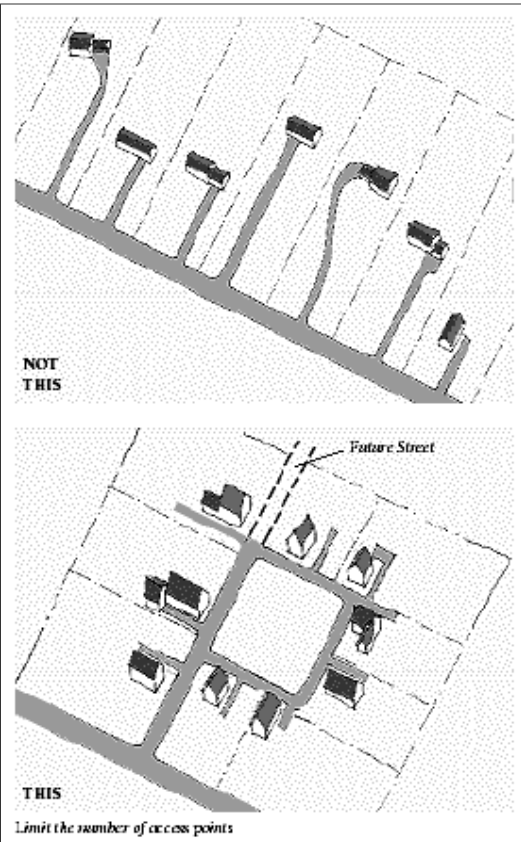 NOT
THIS
Future Street
THIS
Limit the number of access points